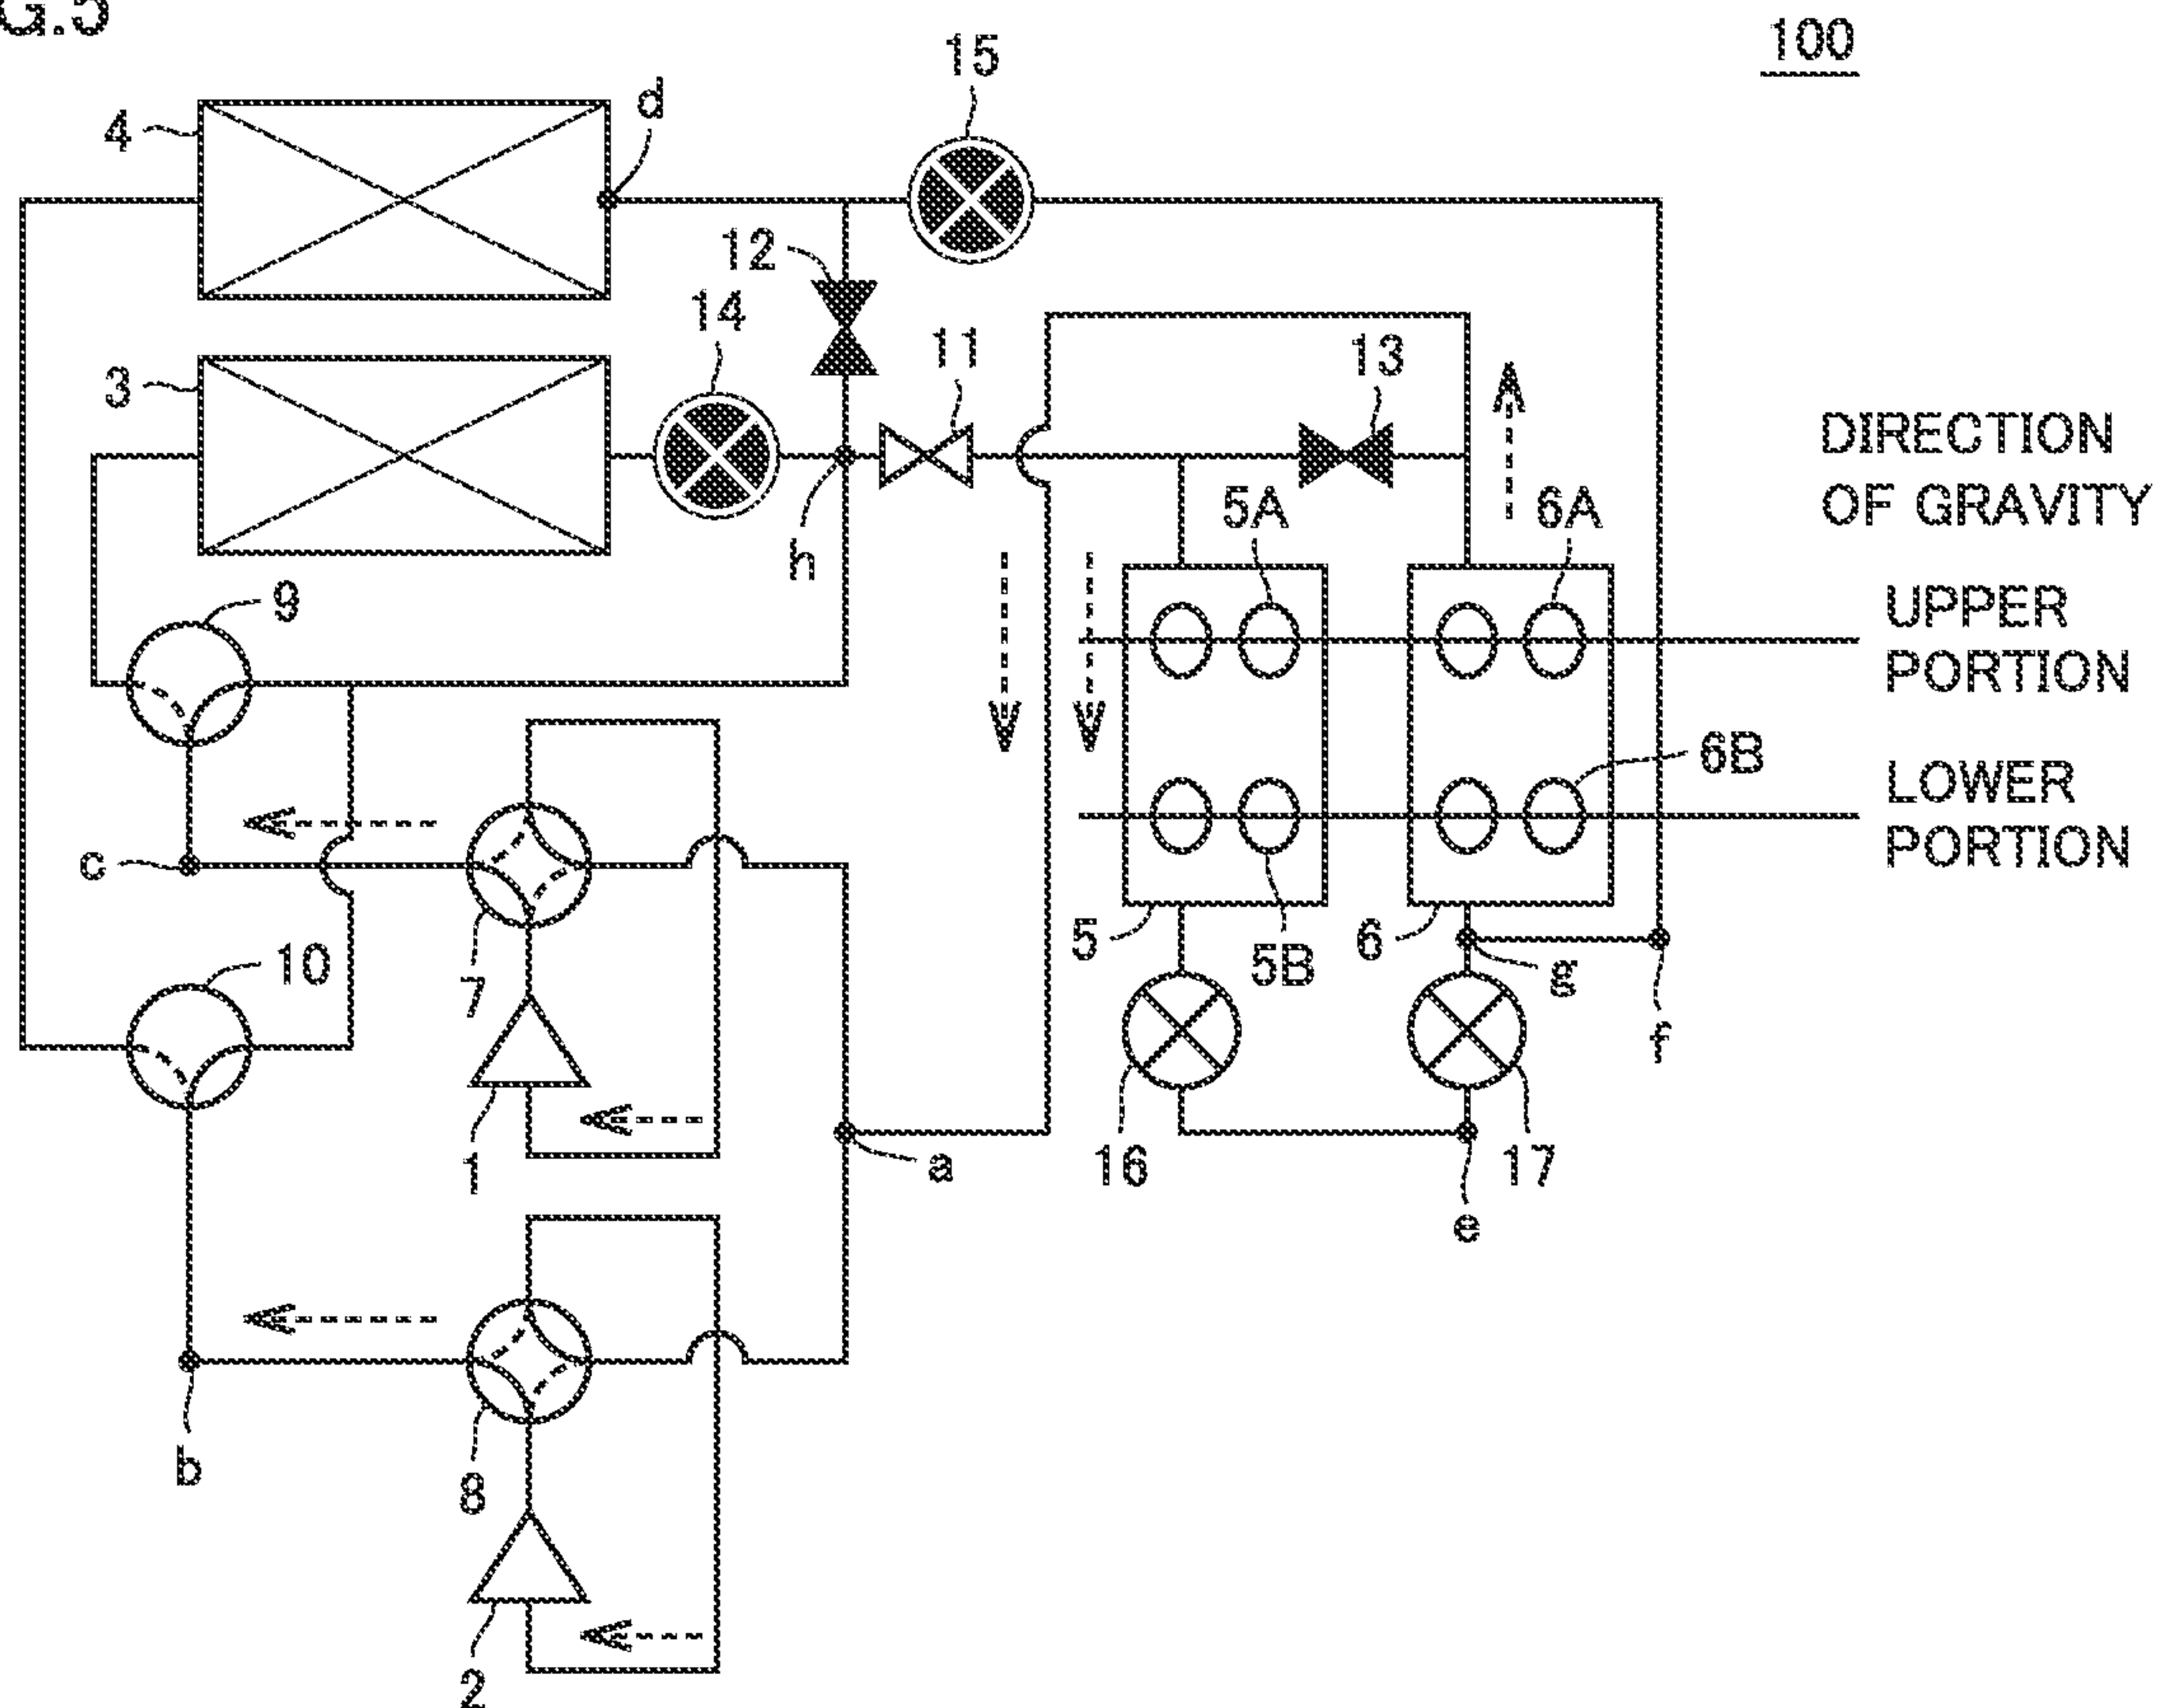 G.5
100
15
d
4
12
14
11
13
3
DIRECTION
OF GRAVITY
5A
6A
h
9
UPPER
PORTION
6B
LOWER
PORTION
c
5
6
5B
g
10
7
f
1
a
16
17
e
b
8
2